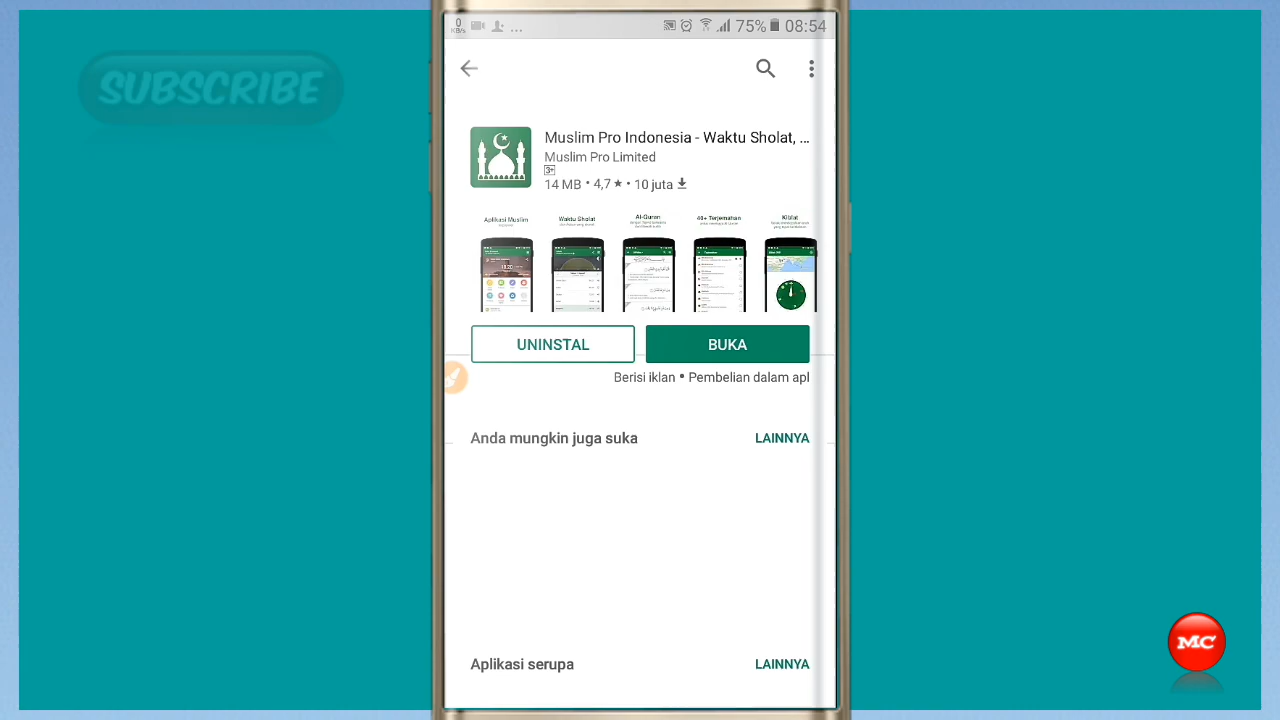 SUBSCRIBE
0
KB/s
...
75%
08:54
Muslim Pro Indonesia - Waktu Sholat, ...
Muslim Pro Limited
3+
14 MB • 4,7 ★ • 10 juta
Aplikasi Muslim
Waktu Sholat
Al-Quran
40+ Terjemahan
Kiblat
UNINSTAL
BUKA
Berisi iklan • Pembelian dalam apl
Anda mungkin juga suka
LAINNYA
Aplikasi serupa
LAINNYA
MC